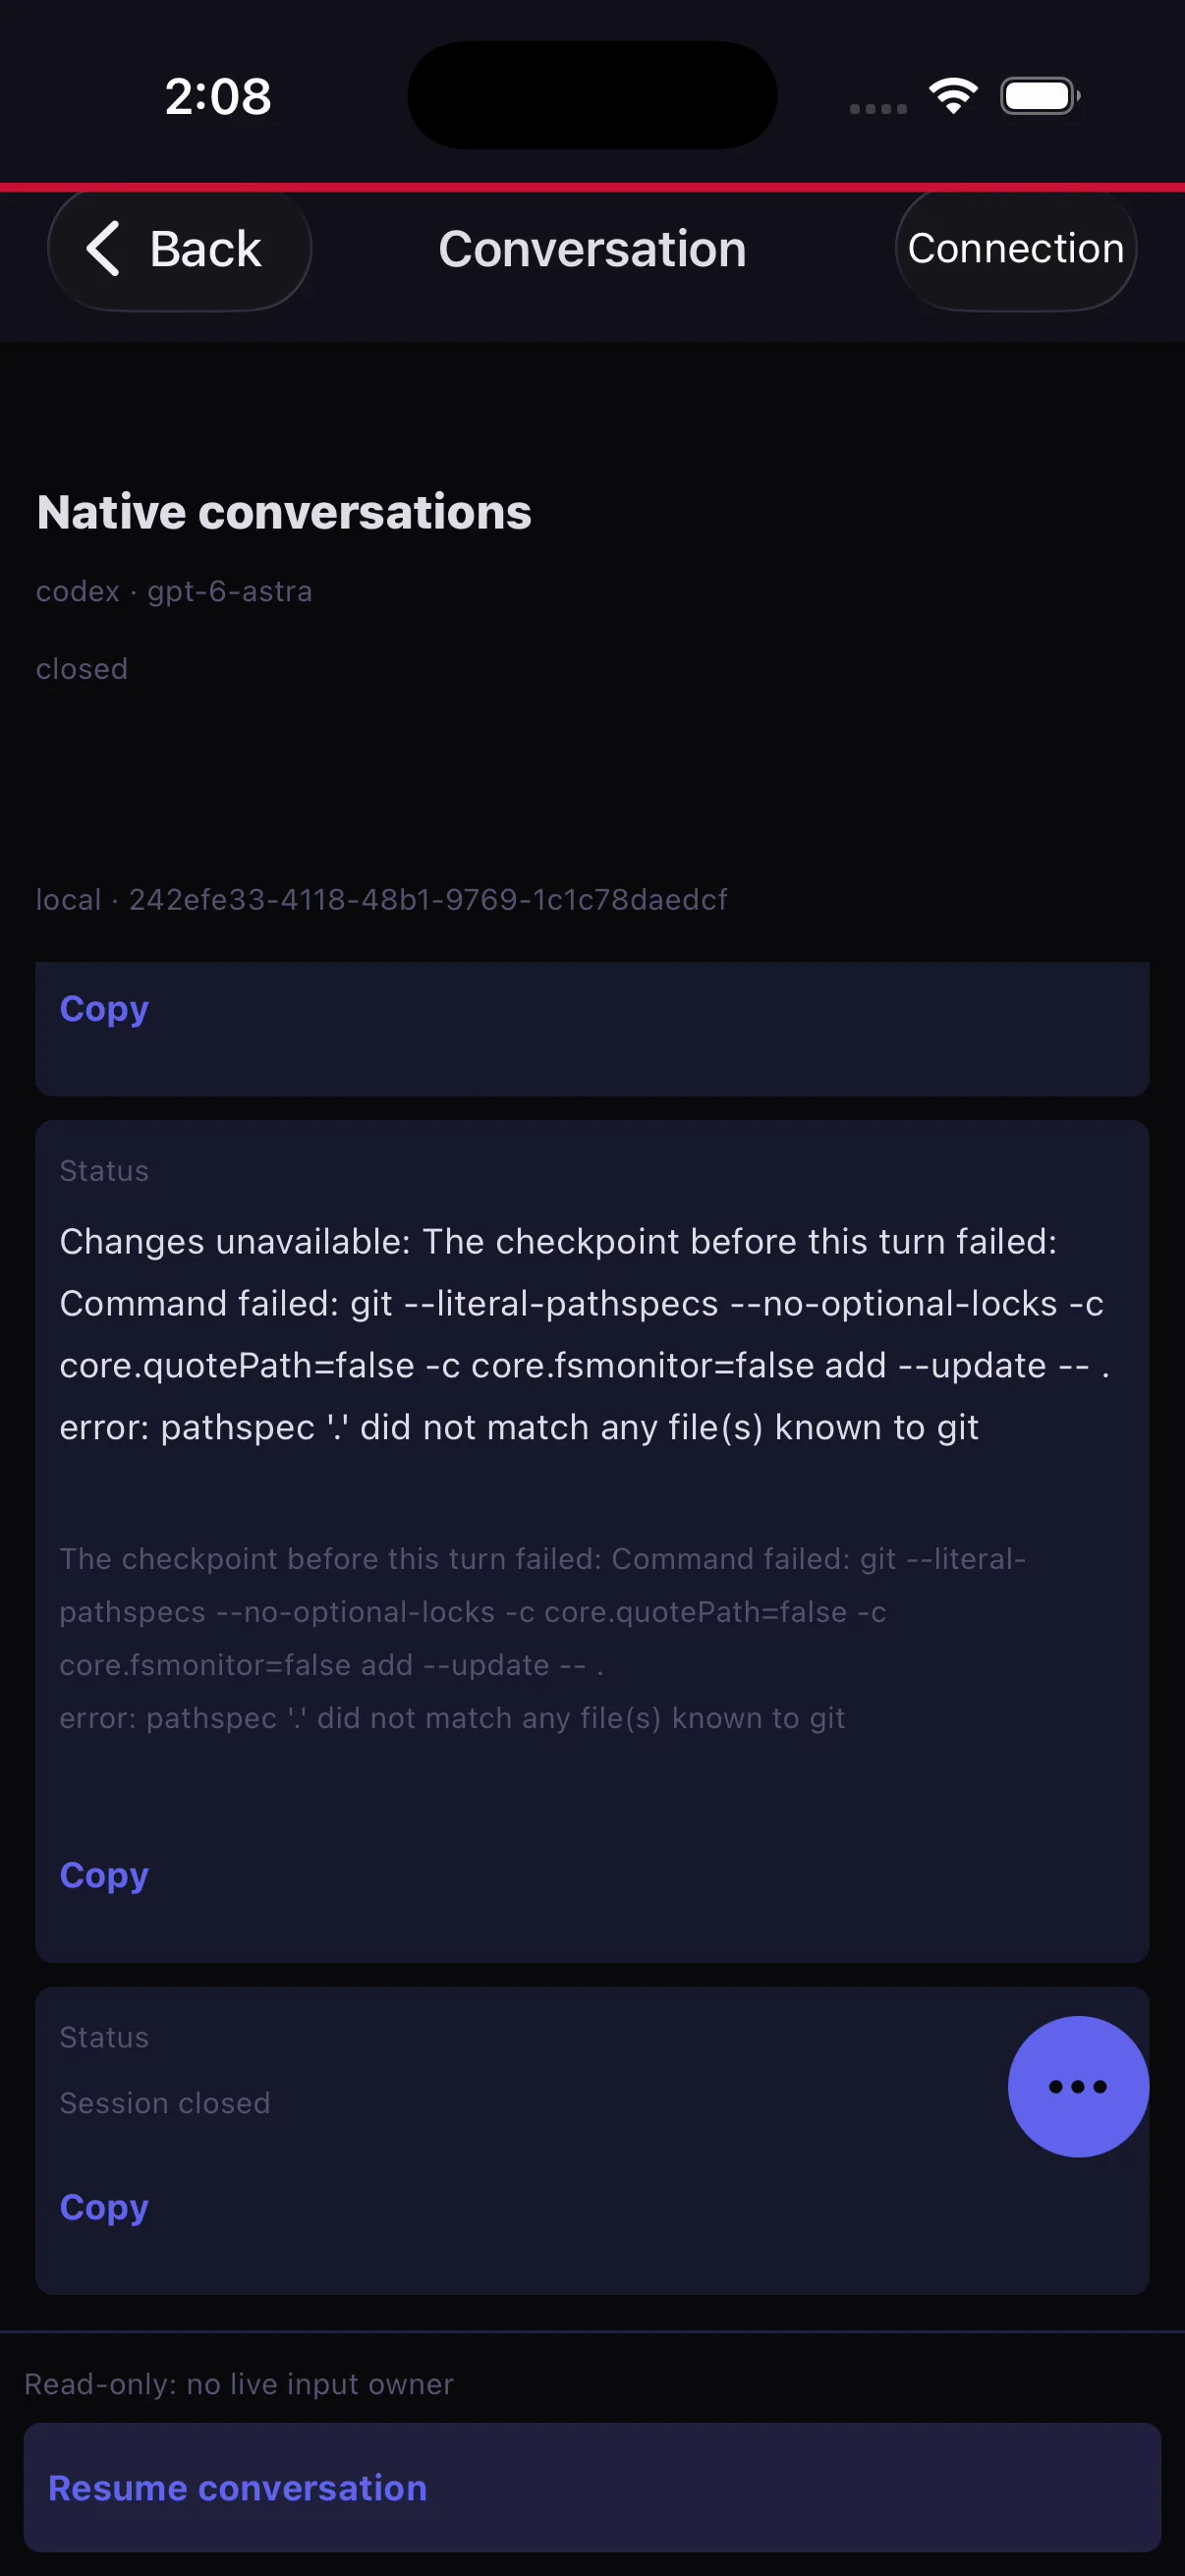 2:08
Back
Conversation
Connection
Native conversations
codex · gpt-6-astra
closed
local · 242efe33-4118-48b1-9769-1c1c78daedcf
Copy
Status
Changes unavailable: The checkpoint before this turn failed:
Command failed: git --literal-pathspecs --no-optional-locks -c
core.quotePath=false -c core.fsmonitor=false add --update -- .
error: pathspec '.' did not match any file(s) known to git
The checkpoint before this turn failed: Command failed: git --literal-
pathspecs --no-optional-locks -c core.quotePath=false -c
core.fsmonitor=false add --update -- .
error: pathspec '.' did not match any file(s) known to git
Copy
Status
Session closed
Copy
Read-only: no live input owner
Resume conversation